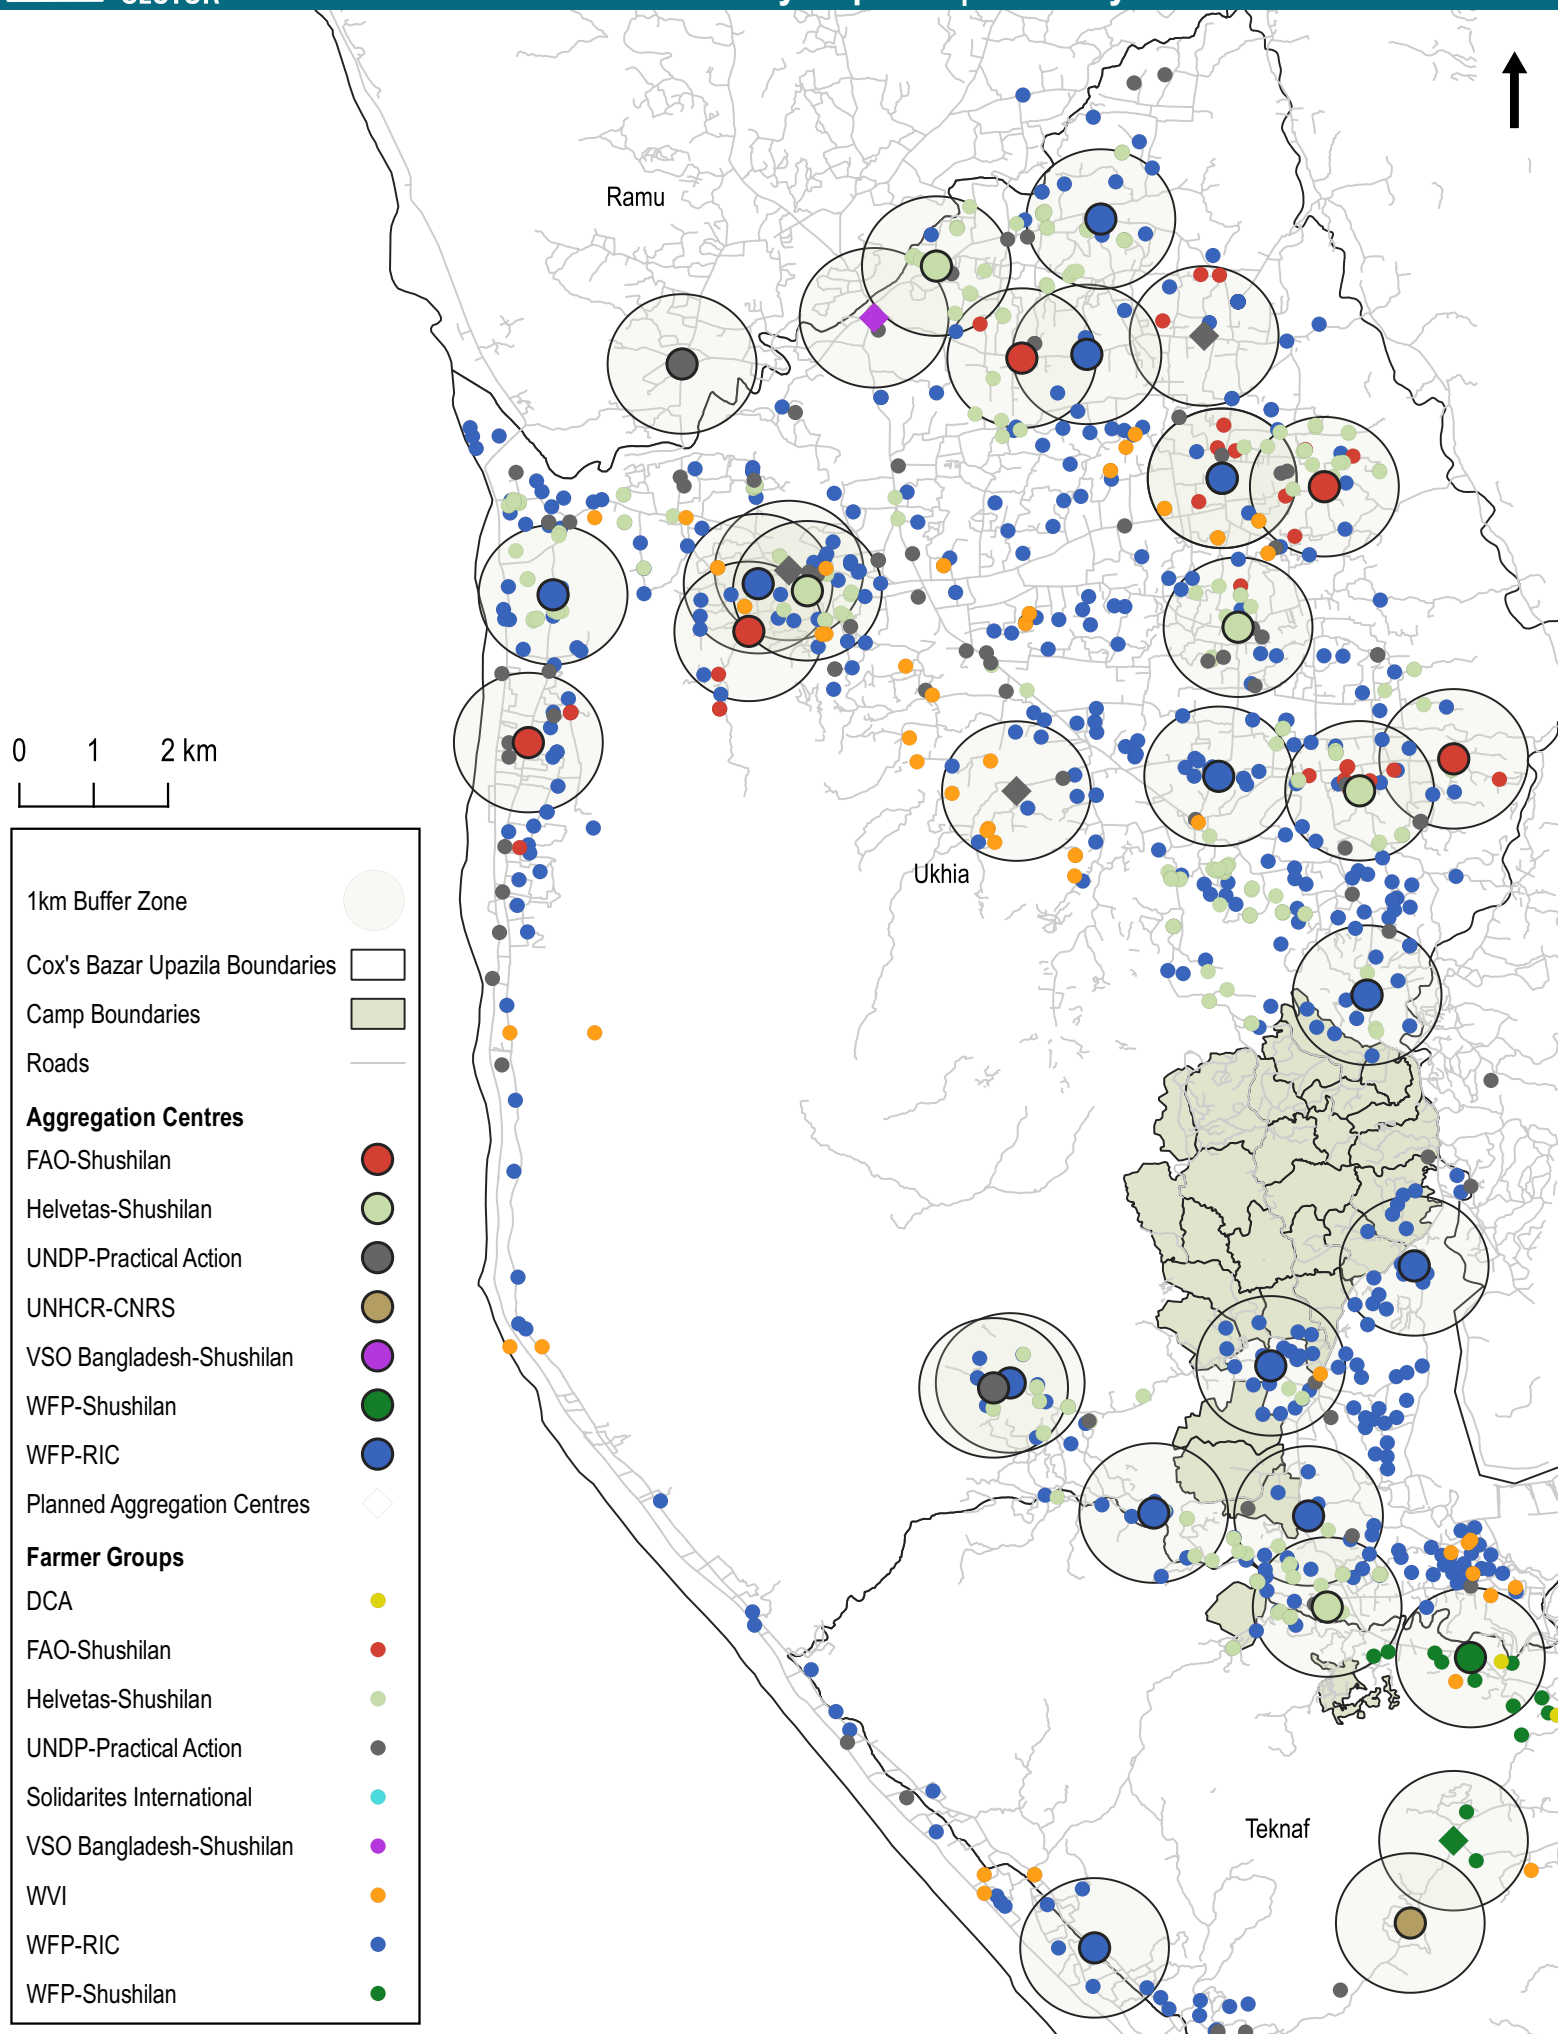 Ramu
0 1 2 km
Ukhia
1km Buffer Zone
Cox's Bazar Upazila Boundaries
Camp Boundaries
Roads
Aggregation Centres
FAO-Shushilan
Helvetas-Shushilan
UNDP-Practical Action
UNHCR-CNRS
VSO Bangladesh-Shushilan
WFP-Shushilan
WFP-RIC
Planned Aggregation Centres
Farmer Groups
DCA
FAO-Shushilan
Helvetas-Shushilan
UNDP-Practical Action
Solidarites International
VSO Bangladesh-Shushilan
WVI
WFP-RIC
WFP-Shushilan
Teknaf